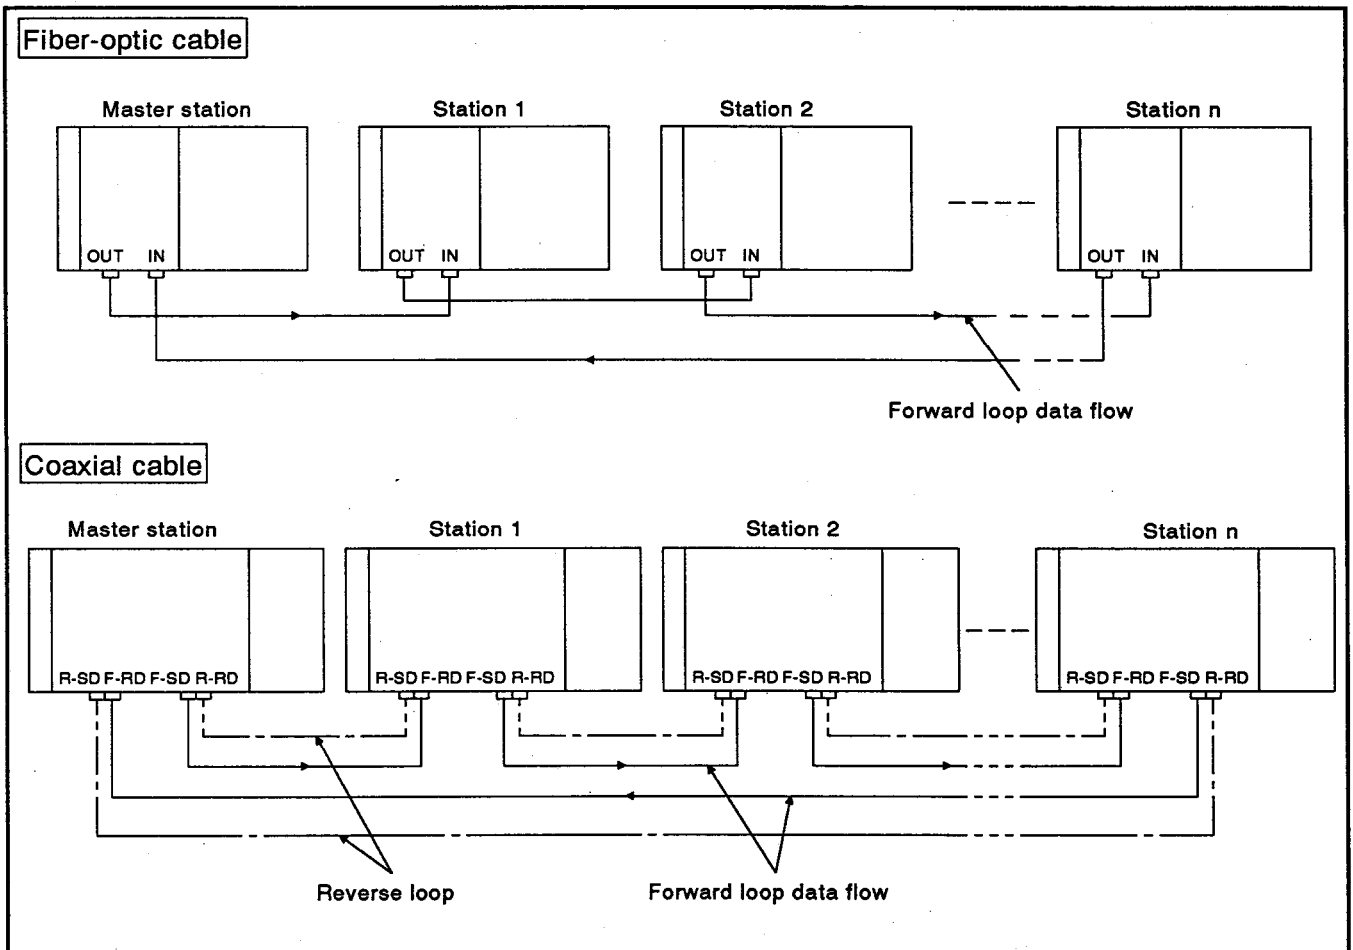 Fiber-optic cable
Master station Station 1 Station 2 Station n
OUT IN OUT IN OUT IN OUT IN
Forward loop data flow
Coaxial cable
Master station Station 1 Station 2 Station n
R-SD F-RD F-SD R-RD R-SD F-RD F-SD R-RD R-SD F-RD F-SD R-RD R-SD F-RD F-SD R-RD
Reverse loop Forward loop data flow